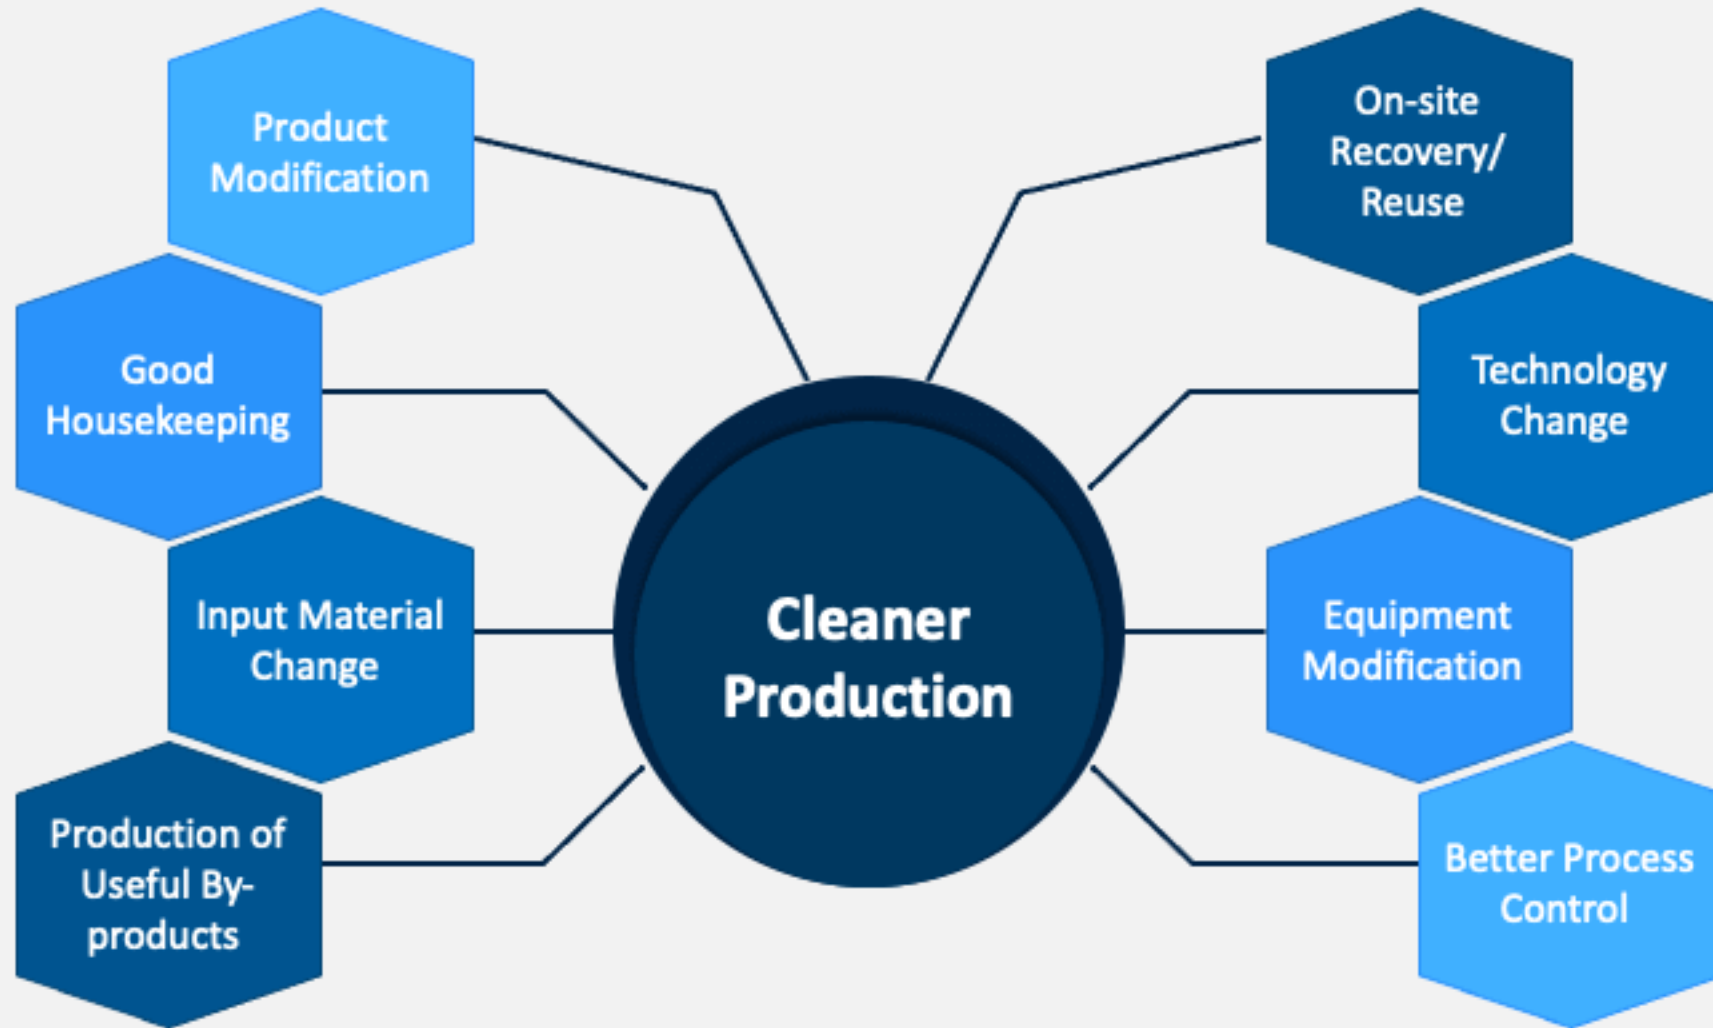 Product
Modification
Good
Housekeeping
Input Material
Change
Production of
Useful By-
products
Cleaner
Production
On-site
Recovery/
Reuse
Technology
Change
Equipment
Modification
Better Process
Control